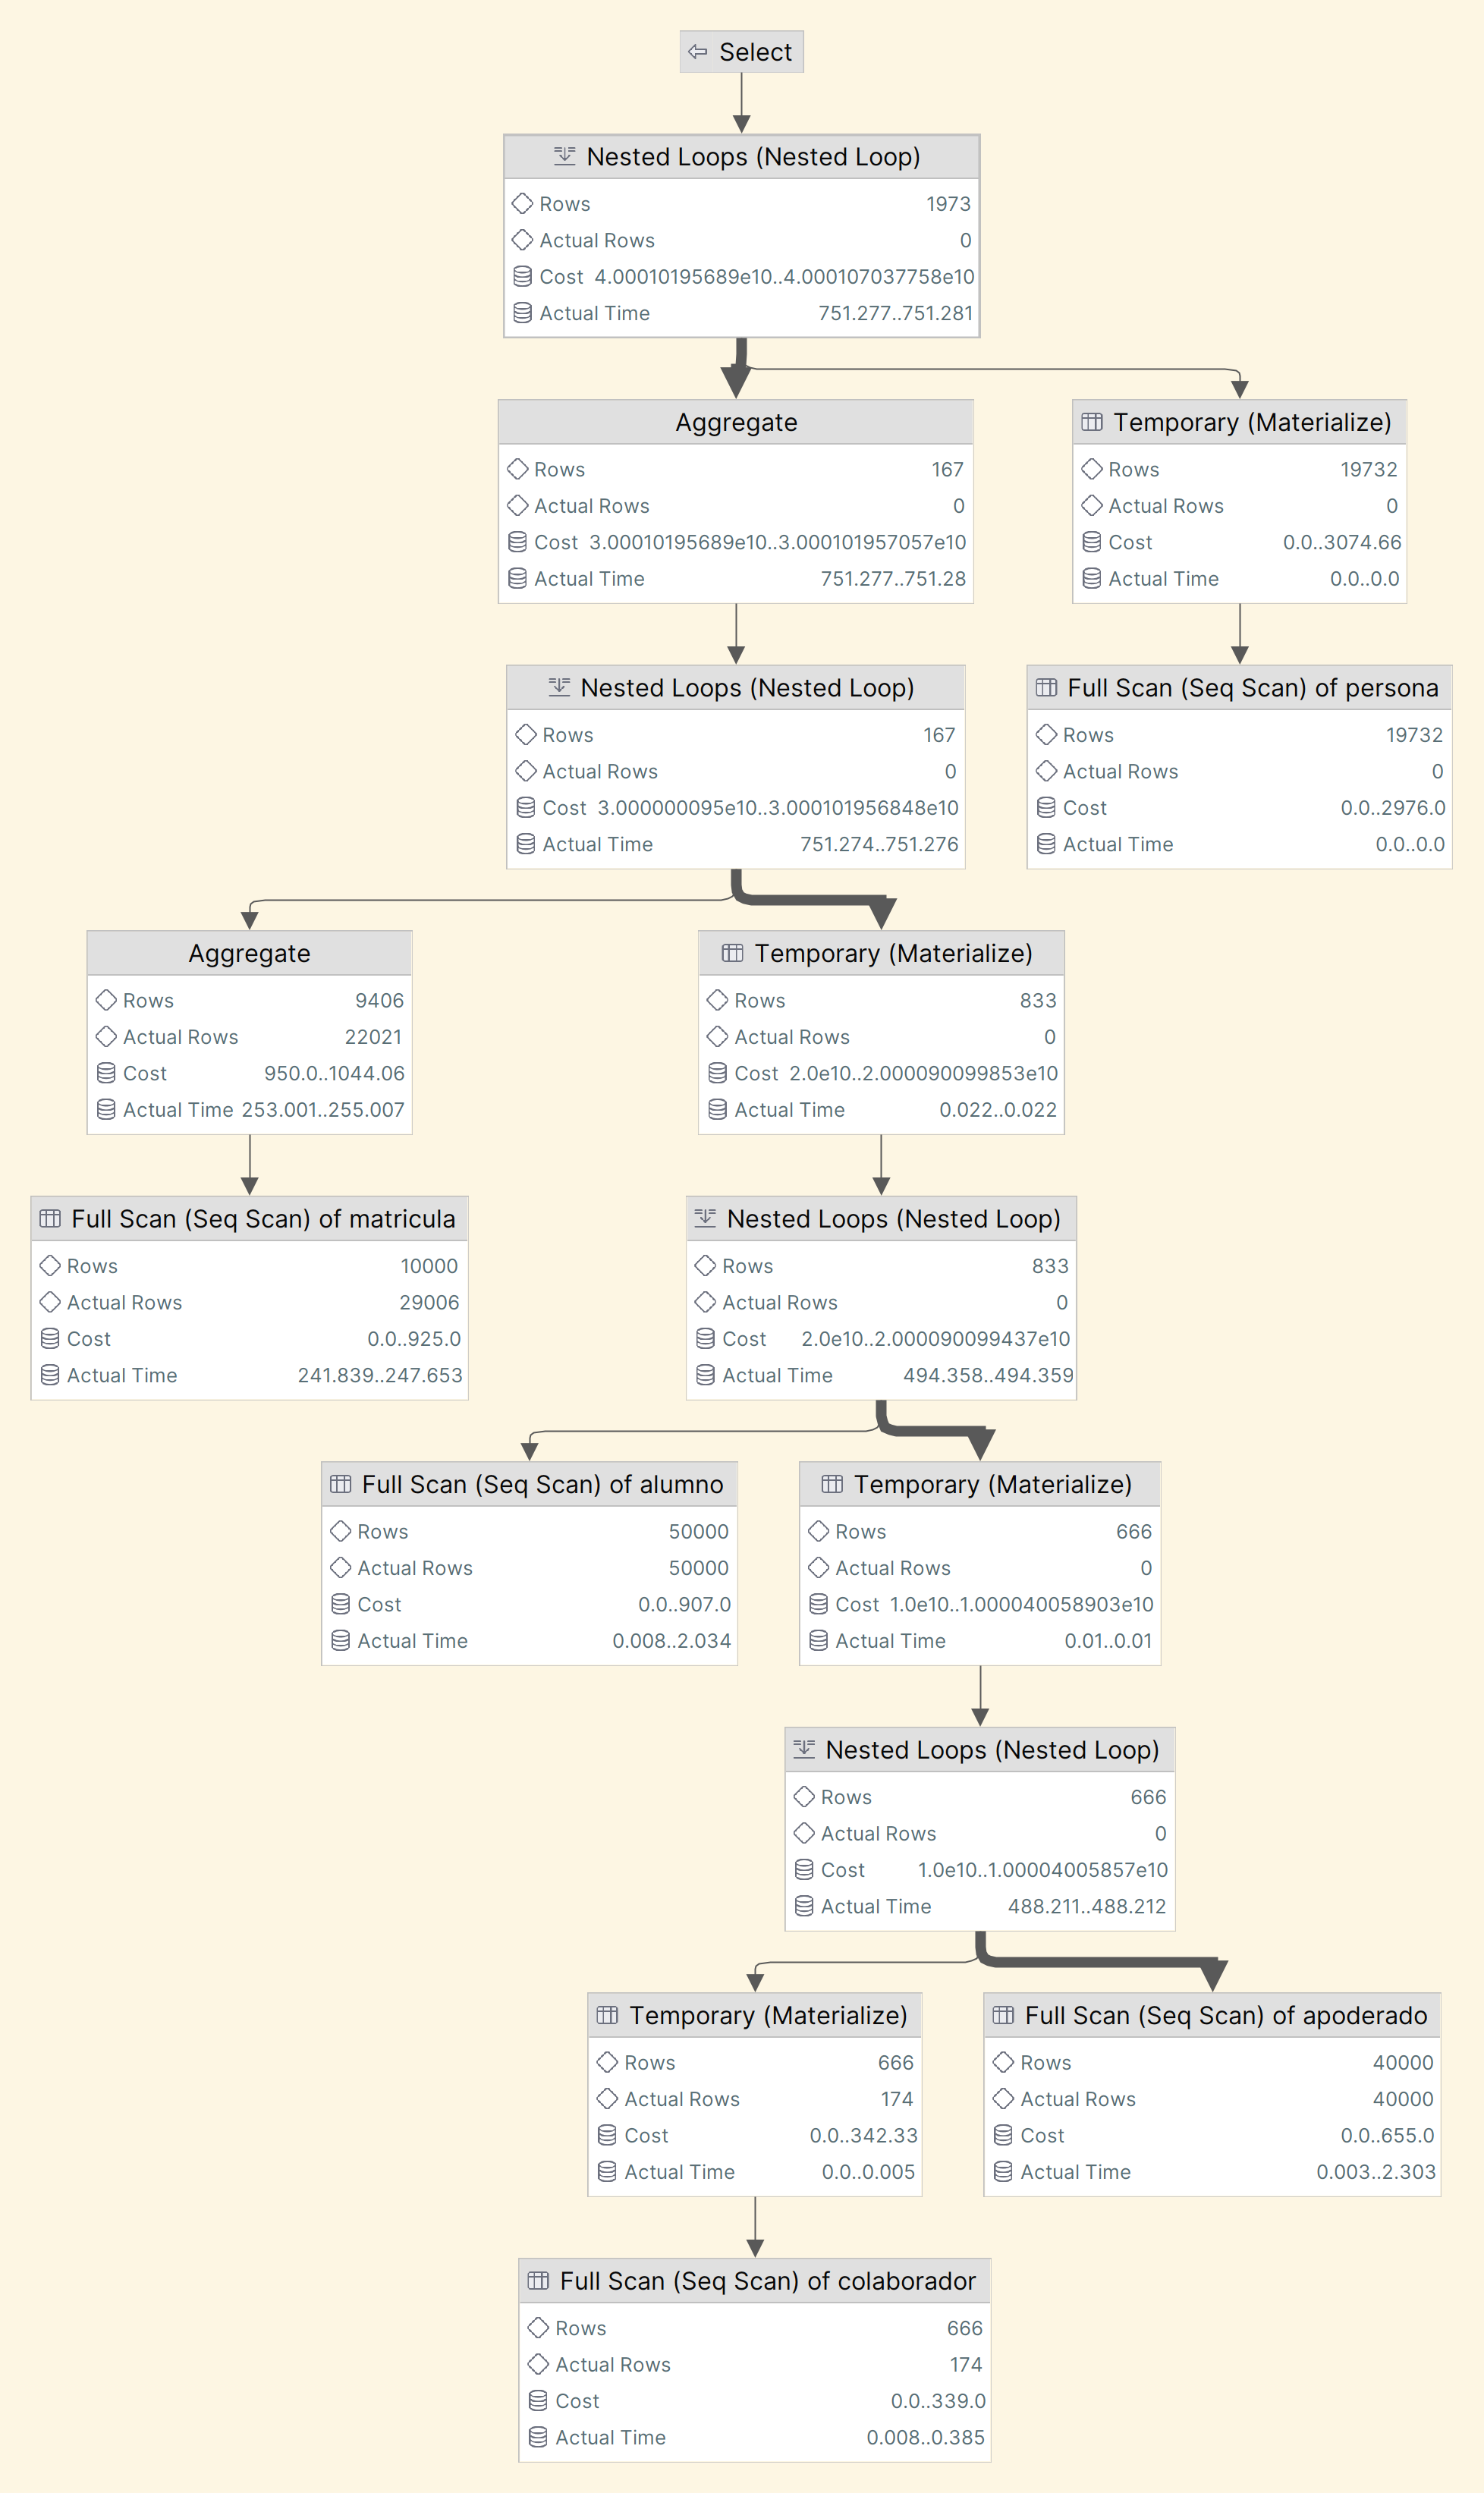 Select
Nested Loops (Nested Loop)
Rows 1973
Actual Rows 0
Cost 4.00010195689e10..4.000107037758e10
Actual Time 751.277..751.281
Aggregate
Rows 167
Actual Rows 0
Cost 3.00010195689e10..3.000101957057e10
Actual Time 751.277..751.28
Temporary (Materialize)
Rows 19732
Actual Rows 0
Cost 0.0..3074.66
Actual Time 0.0..0.0
Nested Loops (Nested Loop)
Rows 167
Actual Rows 0
Cost 3.000000095e10..3.000101956848e10
Actual Time 751.274..751.276
Full Scan (Seq Scan) of persona
Rows 19732
Actual Rows 0
Cost 0.0..2976.0
Actual Time 0.0..0.0
Aggregate
Rows 9406
Actual Rows 22021
Cost 950.0..1044.06
Actual Time 253.001..255.007
Temporary (Materialize)
Rows 833
Actual Rows 0
Cost 2.0e10..2.000090099853e10
Actual Time 0.022..0.022
Full Scan (Seq Scan) of matricula
Rows 10000
Actual Rows 29006
Cost 0.0..925.0
Actual Time 241.839..247.653
Nested Loops (Nested Loop)
Rows 833
Actual Rows 0
Cost 2.0e10..2.000090099437e10
Actual Time 494.358..494.359
Full Scan (Seq Scan) of alumno
Rows 50000
Actual Rows 50000
Cost 0.0..907.0
Actual Time 0.008..2.034
Temporary (Materialize)
Rows 666
Actual Rows 0
Cost 1.0e10..1.000040058903e10
Actual Time 0.01..0.01
Nested Loops (Nested Loop)
Rows 666
Actual Rows 0
Cost 1.0e10..1.00004005857e10
Actual Time 488.211..488.212
Temporary (Materialize)
Rows 666
Actual Rows 174
Cost 0.0..342.33
Actual Time 0.0..0.005
Full Scan (Seq Scan) of apoderado
Rows 40000
Actual Rows 40000
Cost 0.0..655.0
Actual Time 0.003..2.303
Full Scan (Seq Scan) of colaborador
Rows 666
Actual Rows 174
Cost 0.0..339.0
Actual Time 0.008..0.385